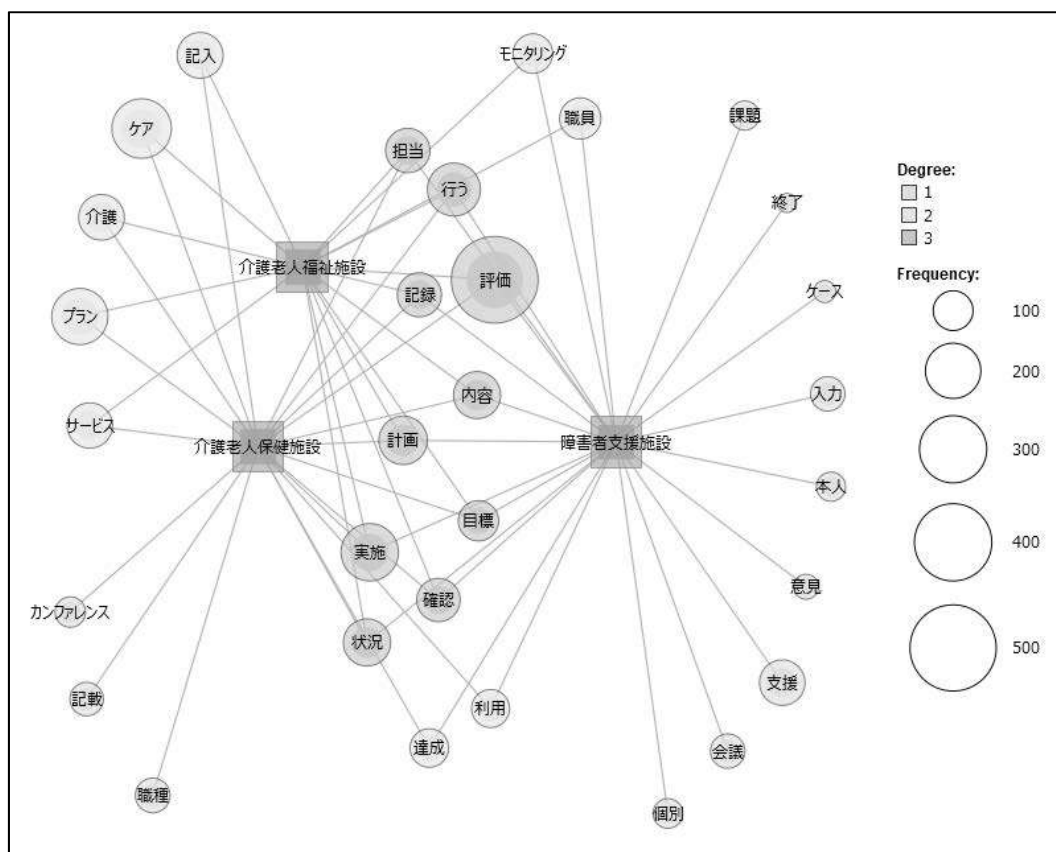 記入
モニタリング
ケア
職員
課題
担当
行う
終了
介護
介護老人福祉施設
評価
記録
ケース
プラン
内容
入力
サービス
介護老人保健施設
計画
障害者支援施設
本人
目標
実施
確認
意見
カンファレンス
状況
支援
記載
利用
達成
会議
職種
個別
Degree:
1
2
3
Frequency:
100
200
300
400
500